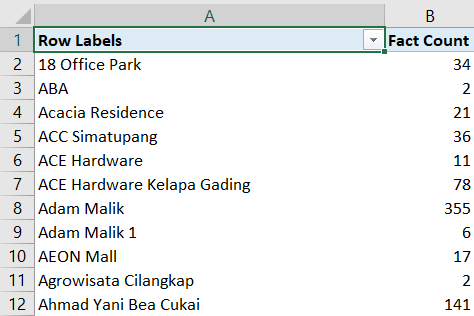 A B
1 Row Labels Fact Count
2 18 Office Park 34
3 ABA 2
4 Acacia Residence 21
5 ACC Simatupang 36
6 ACE Hardware 11
7 ACE Hardware Kelapa Gading 78
8 Adam Malik 355
9 Adam Malik 1 6
10 AEON Mall 17
11 Agrowisata Cilangkap 2
12 Ahmad Yani Bea Cukai 141